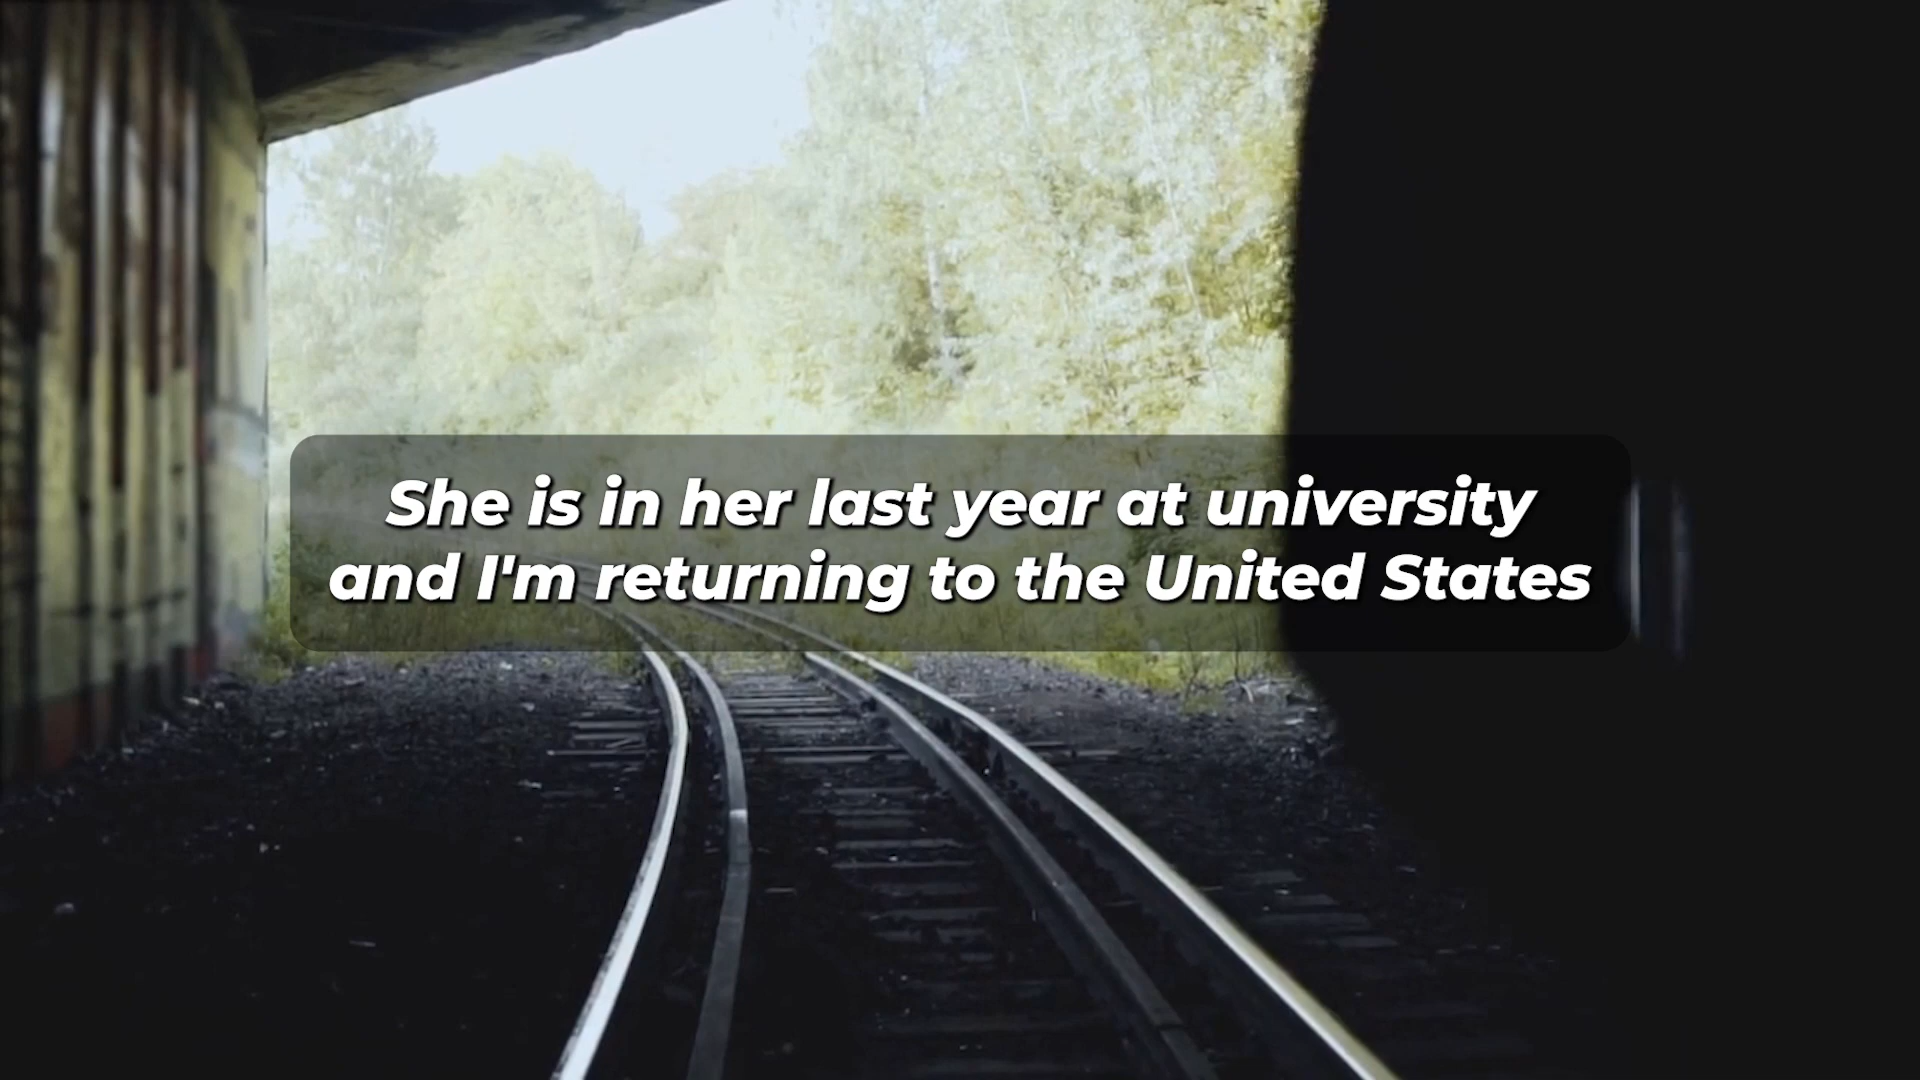 She is in her last year at university
and I'm returning to the United States